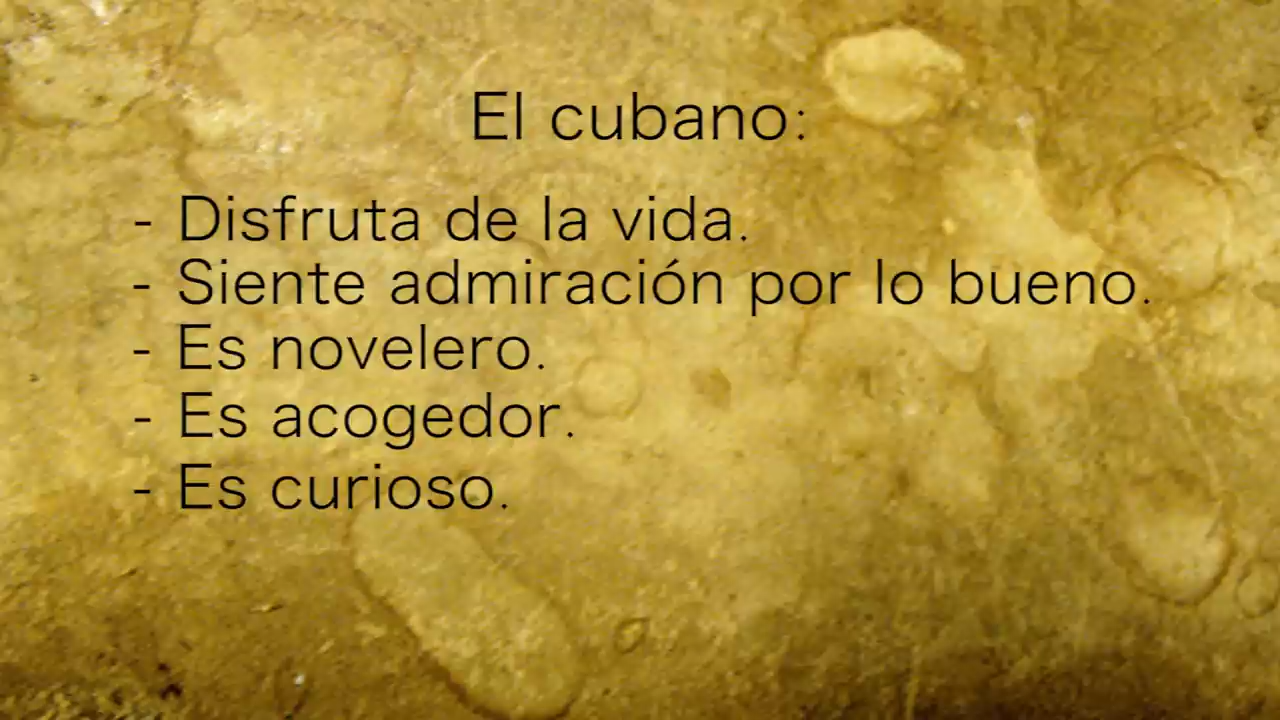 El cubano:
- Disfruta de la vida.
- Siente admiración por lo bueno.
- Es novelero.
- Es acogedor.
- Es curioso.